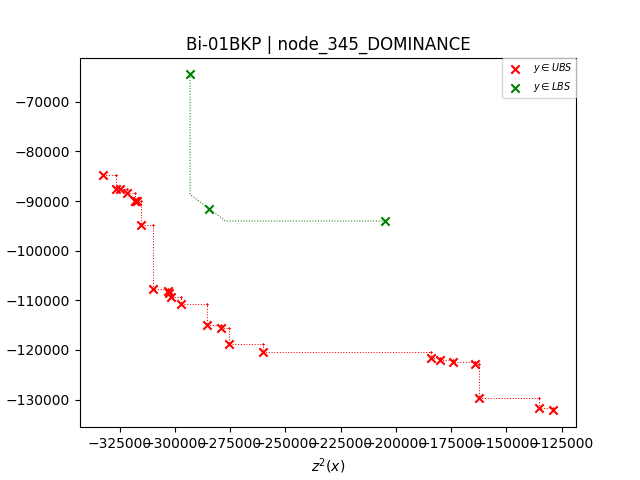 Bi-01BKP | node_345_DOMINANCE
y ∈ UBS
y ∈ LBS
−70000
−80000
−90000
−100000
−110000
−120000
−130000
−325000 −300000 −275000 −250000 −225000 −200000 −175000 −150000 −125000
z²(x)